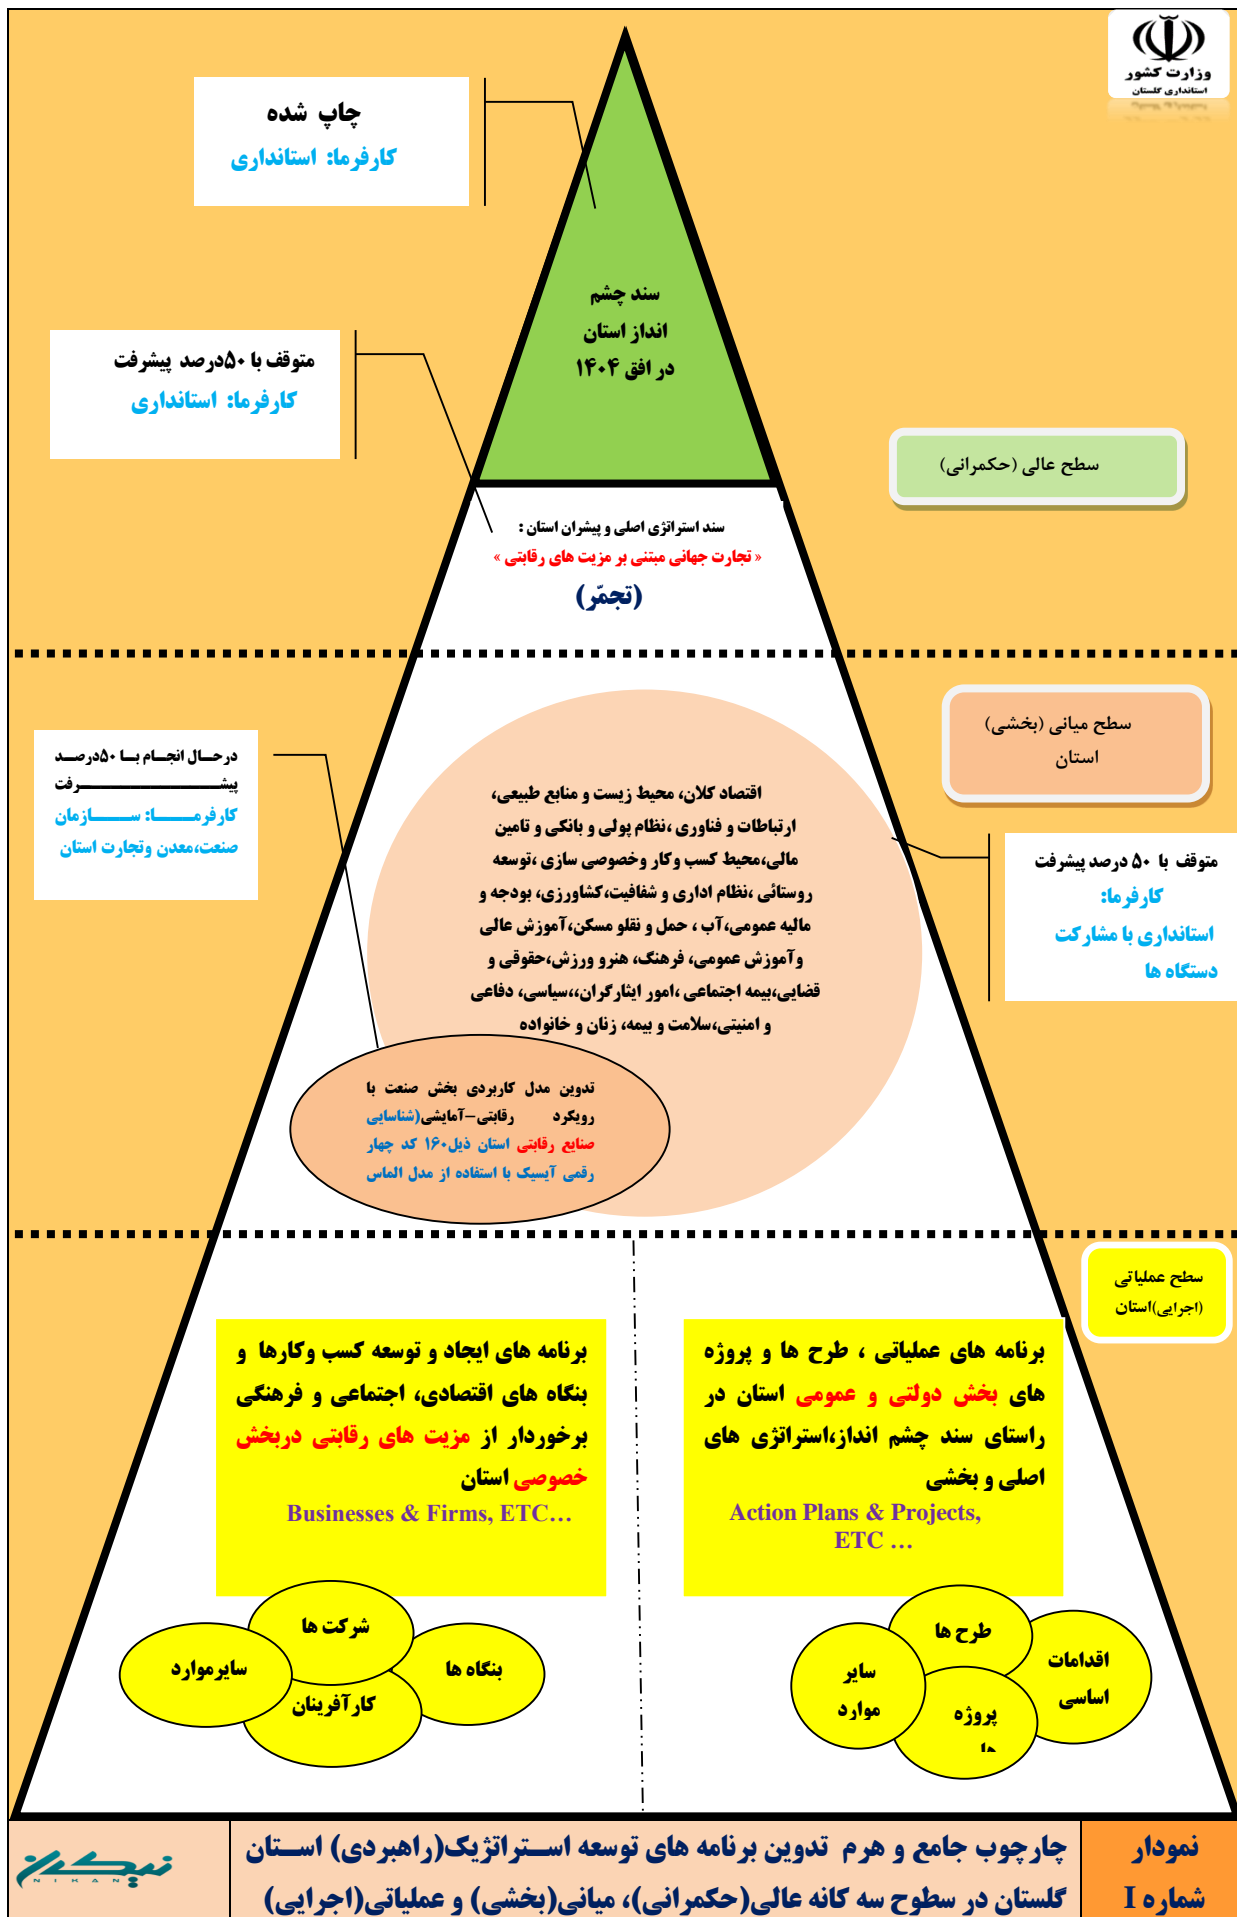 وزارت کشور
استانداری گلستان
چاپ شده
کارفرما: استانداری
سند چشم
انداز استان
در افق ۱۴۰۴
متوقف با ۵۰درصد پیشرفت
کارفرما: استانداری
سطح عالی (حکمرانی)
سند استراتژی اصلی و پیشران استان :
« تجارت جهانی مبتنی بر مزیت های رقابتی »
(تجمّر)
سطح میانی (بخشی)
استان
درحال انجام با ۵۰درصد
پیشرفت
کارفرما: سازمان
صنعت،معدن وتجارت استان
اقتصاد کلان، محیط زیست و منابع طبیعی،
ارتباطات و فناوری ،نظام پولی و بانکی و تامین
مالی،محیط کسب وکار وخصوصی سازی ،توسعه
روستائی ،نظام اداری و شفافیت،کشاورزی، بودجه و
مالیه عمومی،آب ، حمل و نقلو مسکن،آموزش عالی
وآموزش عمومی، فرهنگ، هنرو ورزش،حقوقی و
قضایی،بیمه اجتماعی ،امور ایثارگران،،سیاسی، دفاعی
و امنیتی،سلامت و بیمه، زنان و خانواده
متوقف با ۵۰ درصد پیشرفت
کارفرما:
استانداری با مشارکت
دستگاه ها
تدوین مدل کاربردی بخش صنعت با
رویکرد رقابتی–آمایشی(شناسایی
صنایع رقابتی استان ذیل۱۶۰ کد چهار
رقمی آیسیک با استفاده از مدل الماس
سطح عملیاتی
(اجرایی)استان
برنامه های عملیاتی ، طرح ها و پروژه
های بخش دولتی و عمومی استان در
راستای سند چشم انداز،استراتژی های
اصلی و بخشی
Action Plans & Projects,
ETC …
برنامه های ایجاد و توسعه کسب وکارها و
بنگاه های اقتصادی، اجتماعی و فرهنگی
برخوردار از مزیت های رقابتی دربخش
خصوصی استان
Businesses & Firms, ETC…
طرح ها
اقدامات
اساسی
سایر
موارد
پروژه
ها
شرکت ها
بنگاه ها
سایرموارد
کارآفرینان
نمودار
شماره I
چارچوب جامع و هرم تدوین برنامه های توسعه استراتژیک(راهبردی) استان
گلستان در سطوح سه کانه عالی(حکمرانی)، میانی(بخشی) و عملیاتی(اجرایی)
NIKAN